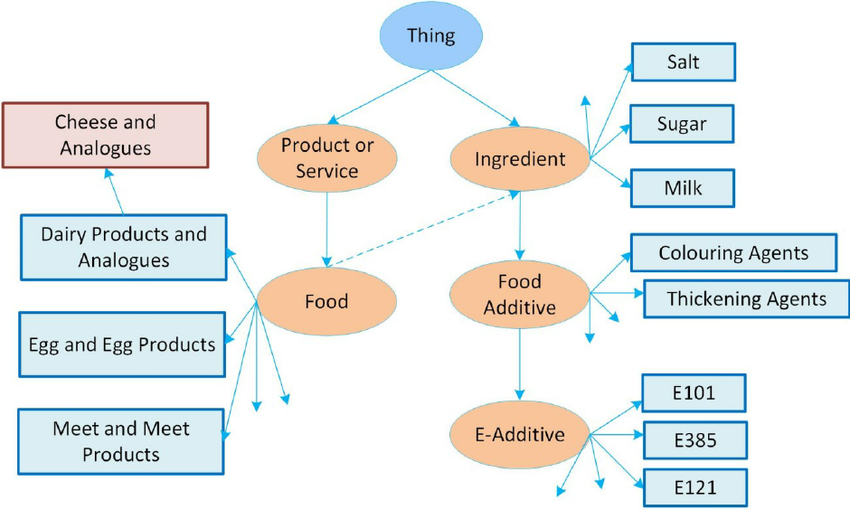 Thing
Salt
Cheese and
Analogues
Product or
Service
Ingredient
Sugar
Milk
Dairy Products and
Analogues
Food
Food
Additive
Colouring Agents
Thickening Agents
Egg and Egg Products
Meet and Meet
Products
E-Additive
E101
E385
E121